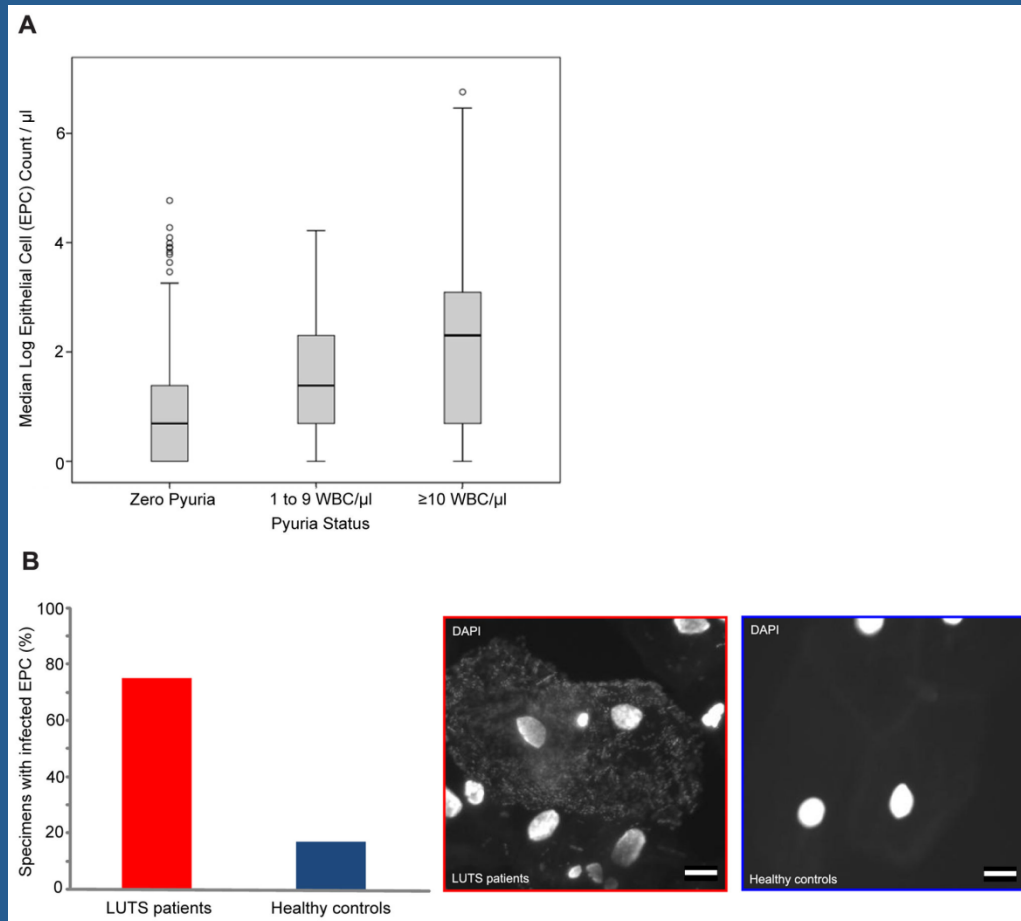 A
Median Log Epithelial Cell (EPC) Count / µl
6
4
2
0
Zero Pyuria
1 to 9 WBC/µl
≥10 WBC/µl
Pyuria Status
B
Specimens with infected EPC (%)
100
80
60
40
20
0
LUTS patients
Healthy controls
DAPI
LUTS patients
DAPI
Healthy controls